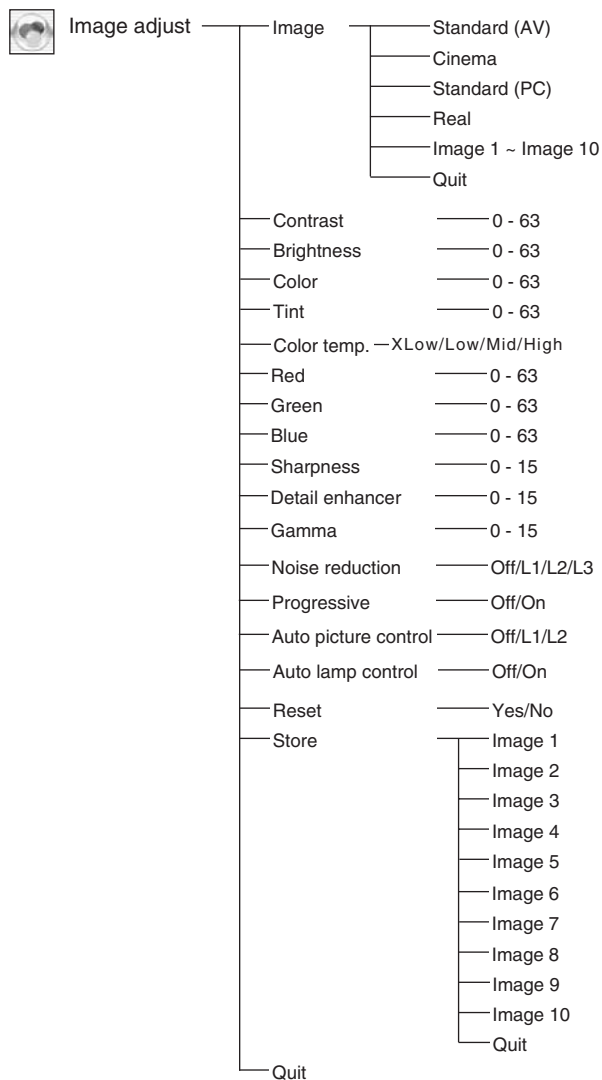 Image adjust Image Standard (AV)
Cinema
Standard (PC)
Real
Image 1 ~ Image 10
Quit
Contrast 0 - 63
Brightness 0 - 63
Color 0 - 63
Tint 0 - 63
Color temp. XLow/Low/Mid/High
Red 0 - 63
Green 0 - 63
Blue 0 - 63
Sharpness 0 - 15
Detail enhancer 0 - 15
Gamma 0 - 15
Noise reduction Off/L1/L2/L3
Progressive Off/On
Auto picture control Off/L1/L2
Auto lamp control Off/On
Reset Yes/No
Store Image 1
Image 2
Image 3
Image 4
Image 5
Image 6
Image 7
Image 8
Image 9
Image 10
Quit
Quit